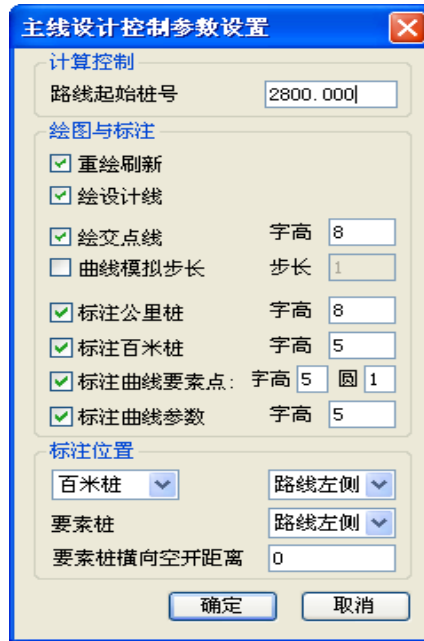 主线设计控制参数设置
计算控制
路线起始桩号 2800.000
绘图与标注
重绘刷新
绘设计线
绘交点线 字高 8
曲线模拟步长 步长 1
标注公里桩 字高 8
标注百米桩 字高 5
标注曲线要素点: 字高 5 圆 1
标注曲线参数 字高 5
标注位置
百米桩 路线左侧
要素桩 路线左侧
要素桩横向空开距离 0
确定 取消